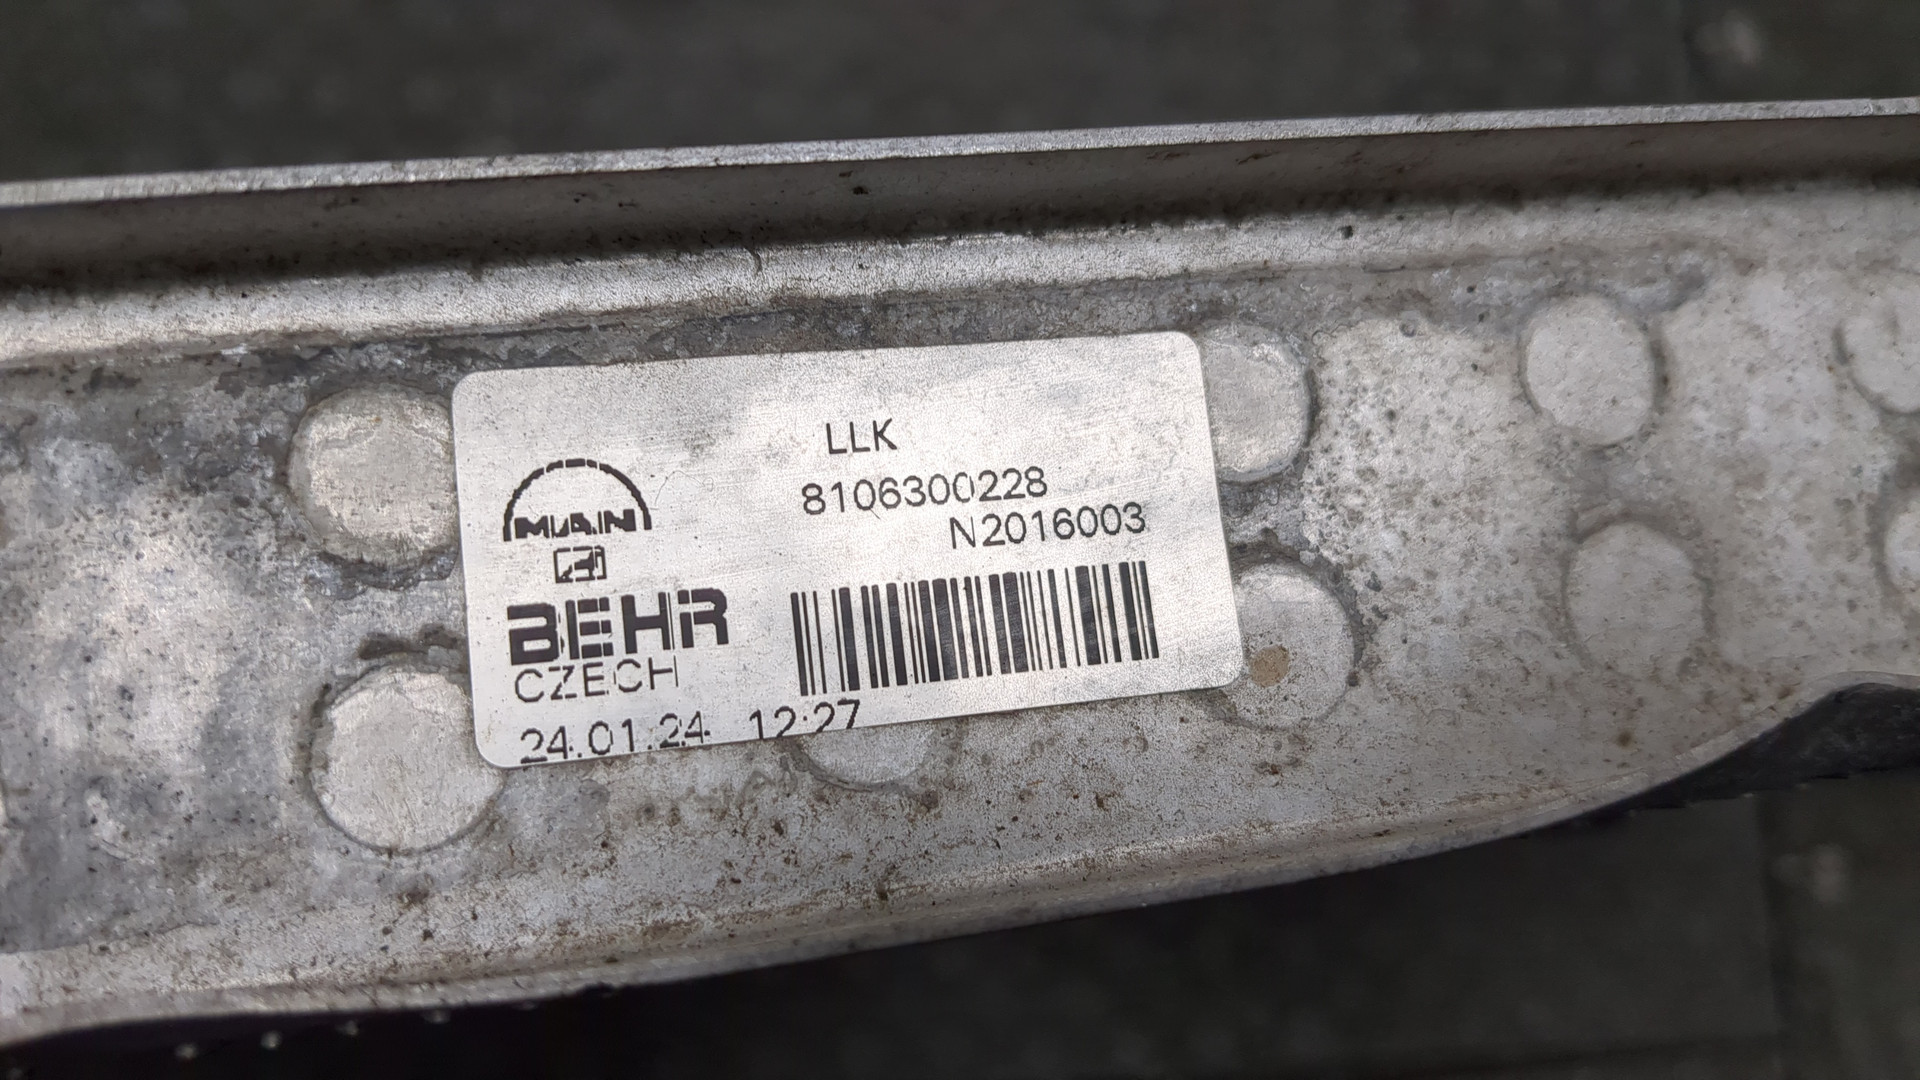 LLK
8106300228
N2016003
MAN
BEHR
CZECH
24.01.24 12:27